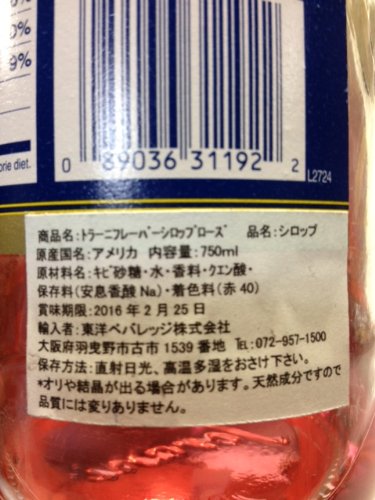 0%
9%
orie diet.
0 89036 31192 2
L2724
商品名:トラーニフレーバーシロップローズ 品名:シロップ
原産国名:アメリカ 内容量:750ml
原材料名:キビ砂糖・水・香料・クエン酸・
保存料(安息香酸Na)・着色料(赤40)
賞味期限:2016年2月25日
輸入者:東洋ベバレッジ株式会社
大阪府羽曳野市古市1539番地 TEL:072-957-1500
保存方法:直射日光、高温多湿をおさけ下さい。
*オリや結晶が出る場合があります。天然成分ですので
品質には変りありません。